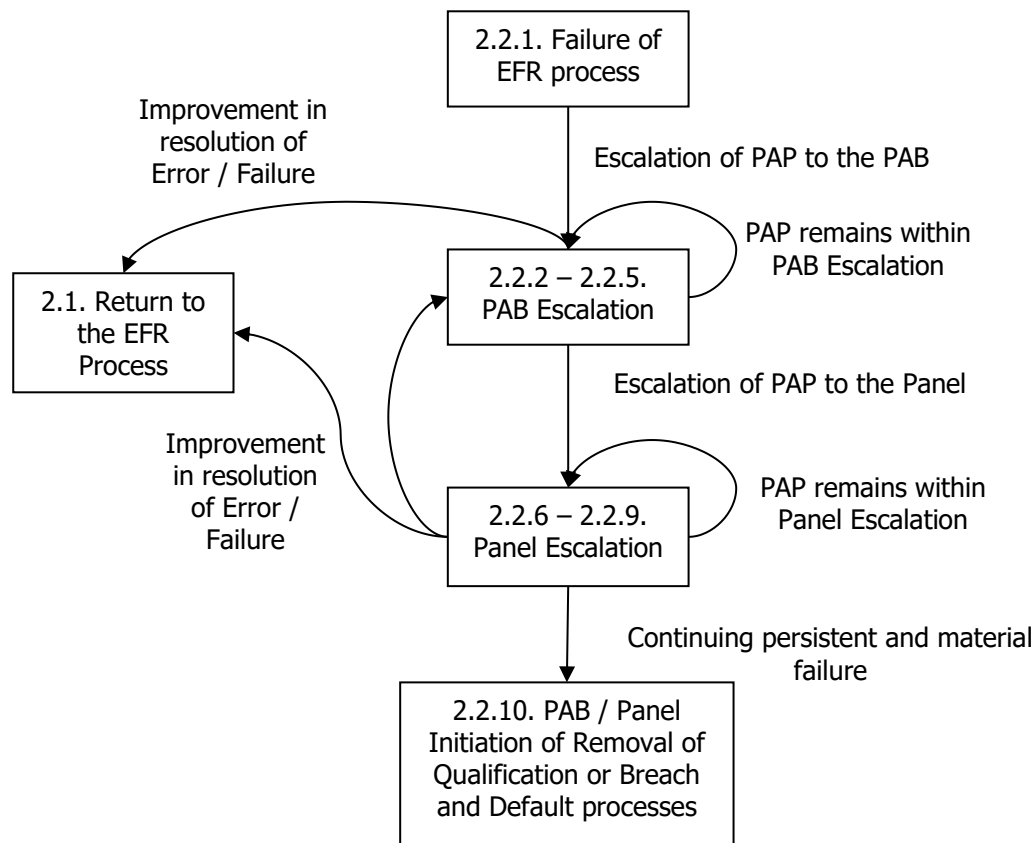 2.2.1. Failure of
EFR process
Improvement in
resolution of
Error / Failure
Escalation of PAP to the PAB
PAP remains within
PAB Escalation
2.2.2 – 2.2.5.
PAB Escalation
2.1. Return to
the EFR
Process
Escalation of PAP to the Panel
Improvement
in resolution
of Error /
Failure
PAP remains within
Panel Escalation
2.2.6 – 2.2.9.
Panel Escalation
Continuing persistent and material
failure
2.2.10. PAB / Panel
Initiation of Removal of
Qualification or Breach
and Default processes